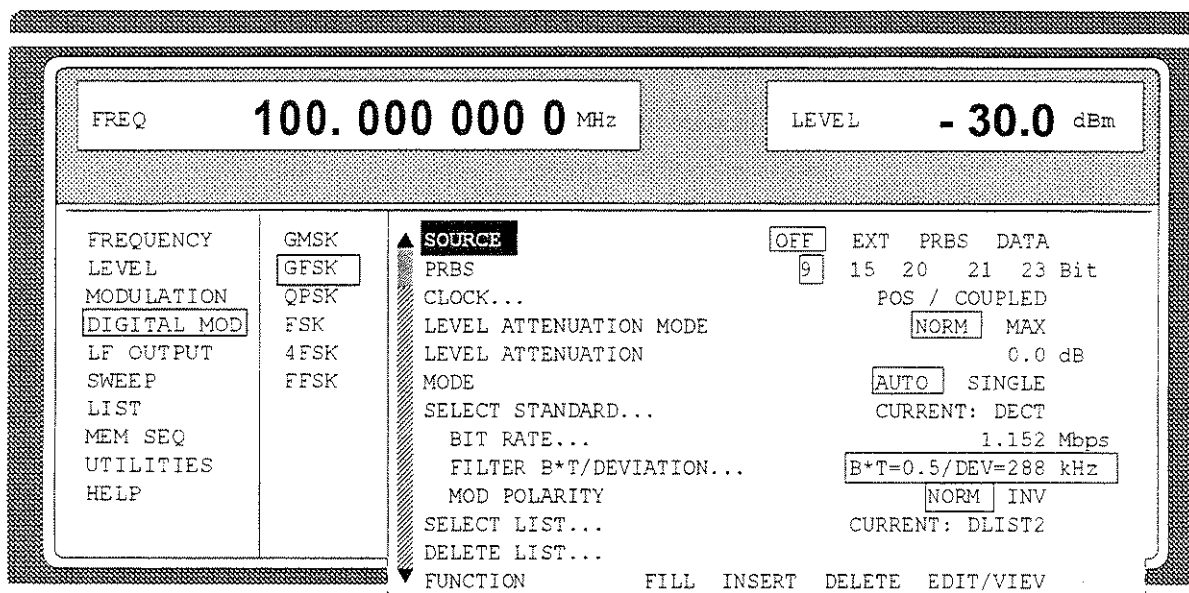 FREQ 100. 000 000 0 MHz LEVEL - 30.0 dBm
FREQUENCY GMSK SOURCE OFF EXT PRBS DATA
LEVEL GFSK PRBS 9 15 20 21 23 Bit
MODULATION QPSK CLOCK... POS / COUPLED
DIGITAL MOD FSK LEVEL ATTENUATION MODE NORM MAX
LF OUTPUT 4FSK LEVEL ATTENUATION 0.0 dB
SWEEP FFSK MODE AUTO SINGLE
LIST SELECT STANDARD... CURRENT: DECT
MEM SEQ BIT RATE... 1.152 Mbps
UTILITIES FILTER B*T/DEVIATION... B*T=0.5/DEV=288 kHz
HELP MOD POLARITY NORM INV
SELECT LIST... CURRENT: DLIST2
DELETE LIST...
FUNCTION FILL INSERT DELETE EDIT/VIEV